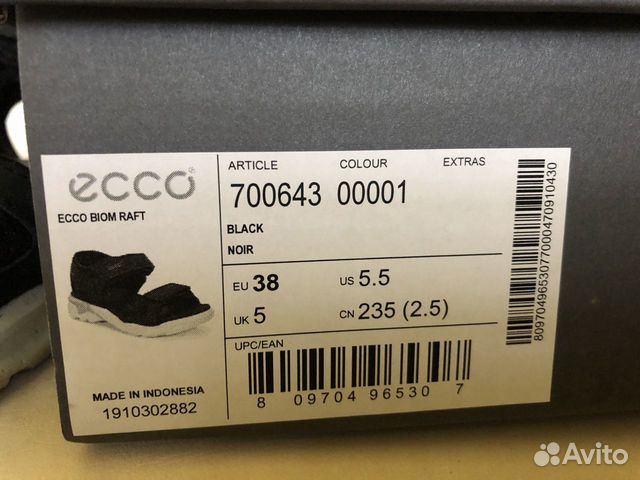 ecco®
ECCO BIOM RAFT
MADE IN INDONESIA
1910302882
ARTICLE COLOUR EXTRAS
700643 00001
BLACK
NOIR
EU 38 US 5.5
UK 5 CN 235 (2.5)
UPC/EAN
8 09704 96530 7
80970496530770000470910430
Avito